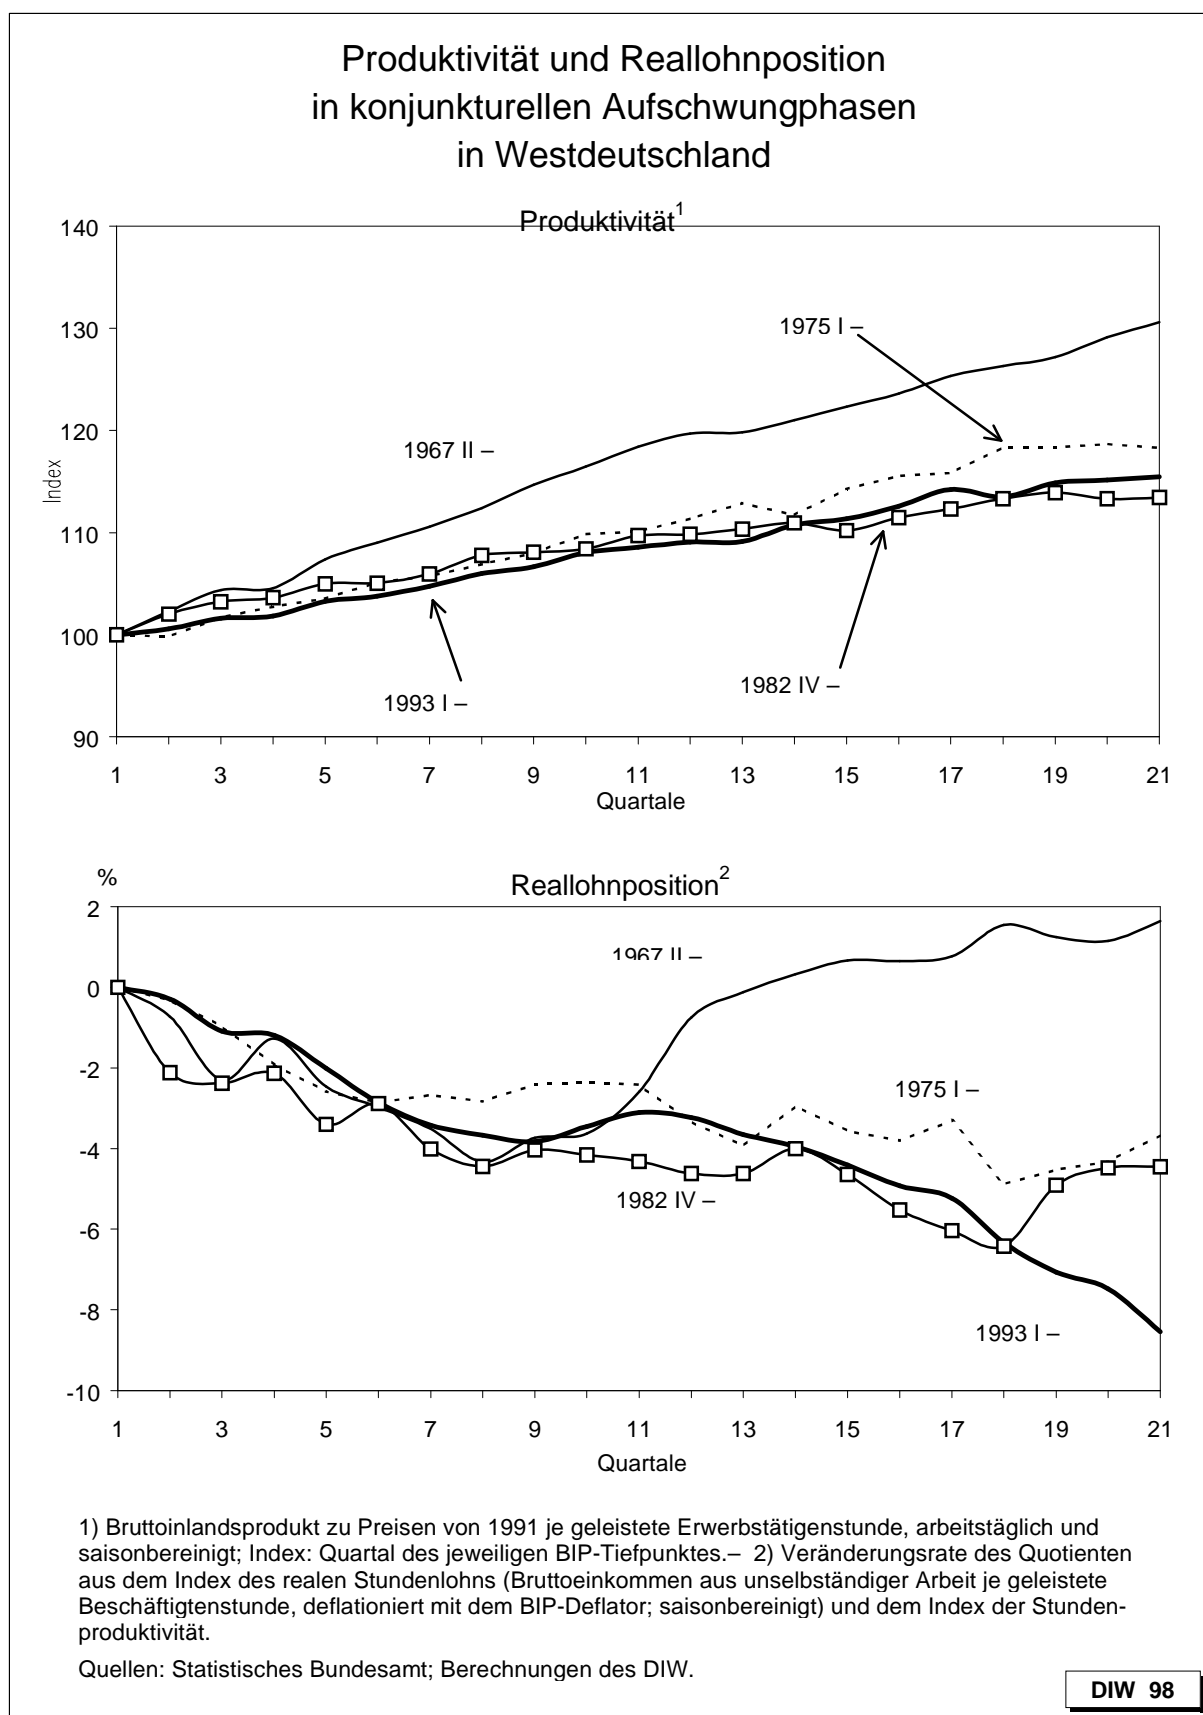 Produktivität und Reallohnposition
in konjunkturellen Aufschwungphasen
in Westdeutschland
Produktivität1
140
130
120
110
100
90
Index
1975 I –
1967 II –
1993 I –
1982 IV –
1 3 5 7 9 11 13 15 17 19 21
Quartale
%
Reallohnposition2
2
0
-2
-4
-6
-8
-10
1967 II –
1975 I –
1982 IV –
1993 I –
1 3 5 7 9 11 13 15 17 19 21
Quartale
1) Bruttoinlandsprodukt zu Preisen von 1991 je geleistete Erwerbstätigenstunde, arbeitstäglich und
saisonbereinigt; Index: Quartal des jeweiligen BIP-Tiefpunktes.– 2) Veränderungsrate des Quotienten
aus dem Index des realen Stundenlohns (Bruttoeinkommen aus unselbständiger Arbeit je geleistete
Beschäftigtenstunde, deflationiert mit dem BIP-Deflator; saisonbereinigt) und dem Index der Stunden-
produktivität.
Quellen: Statistisches Bundesamt; Berechnungen des DIW.
DIW 98